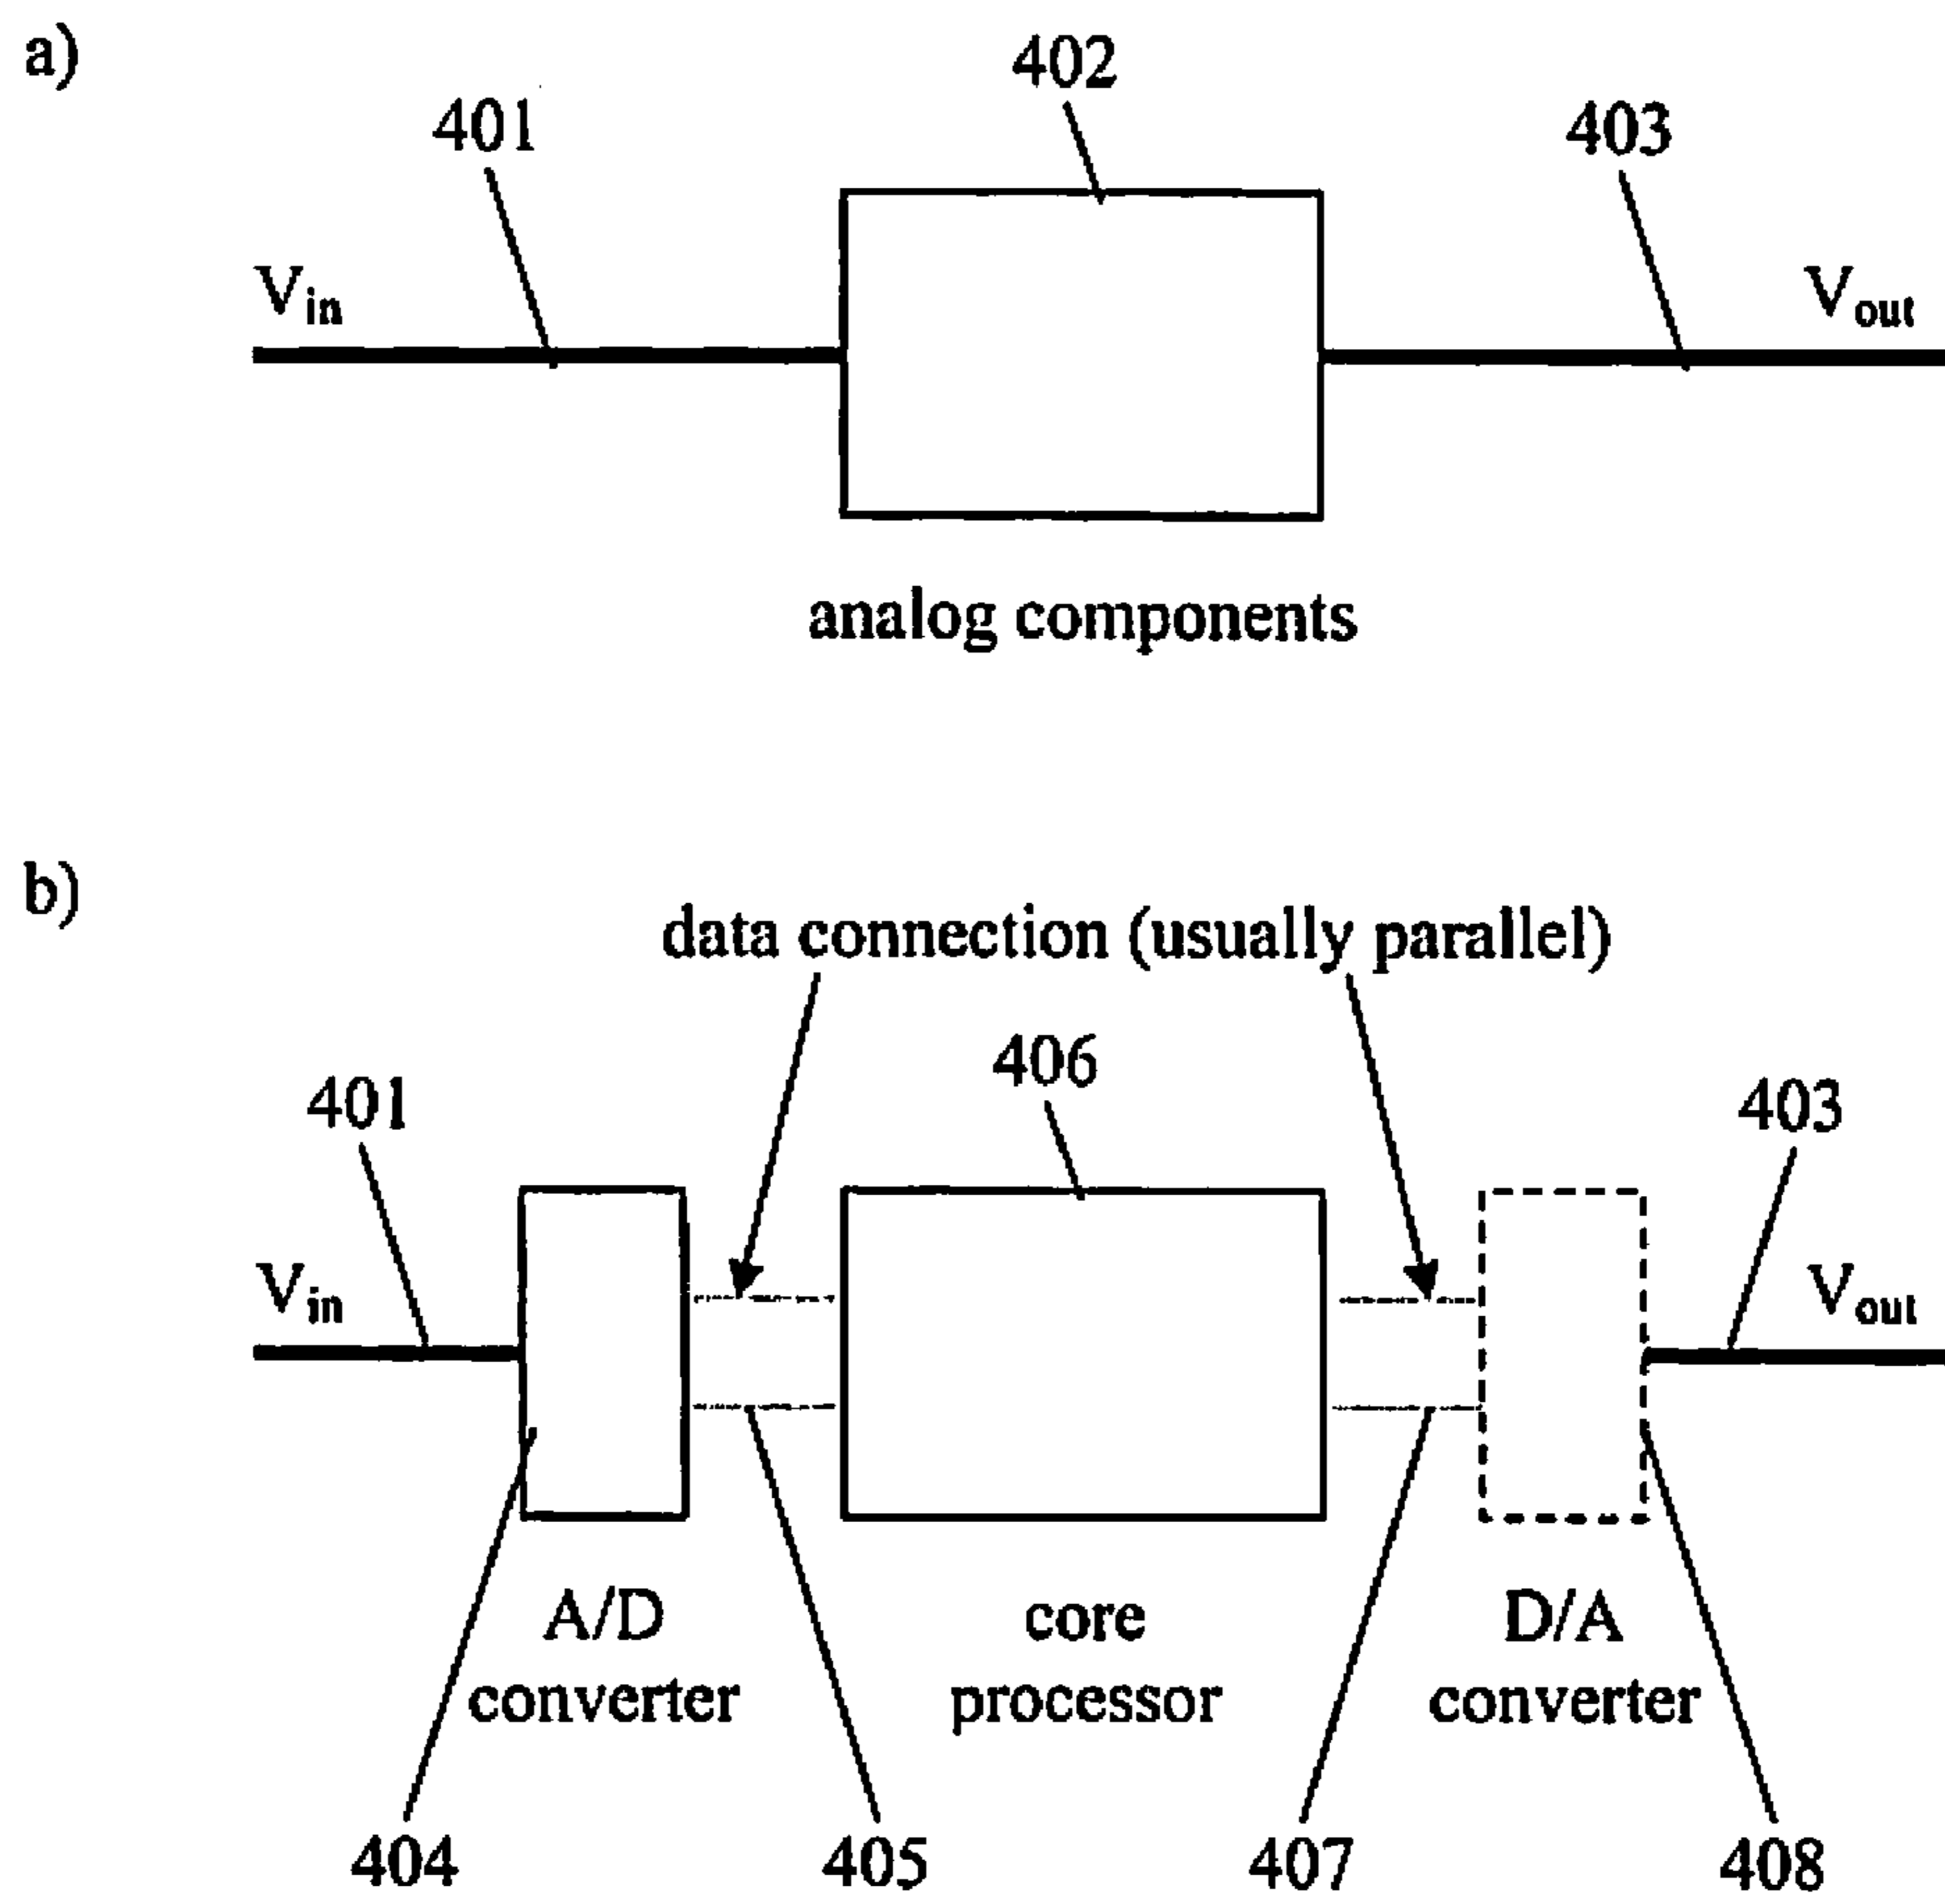 a)
402
401
403
Vin
Vout
analog components
b)
data connection (usually parallel)
406
401
403
Vin
Vout
A/D
converter
core
processor
D/A
converter
404
405
407
408